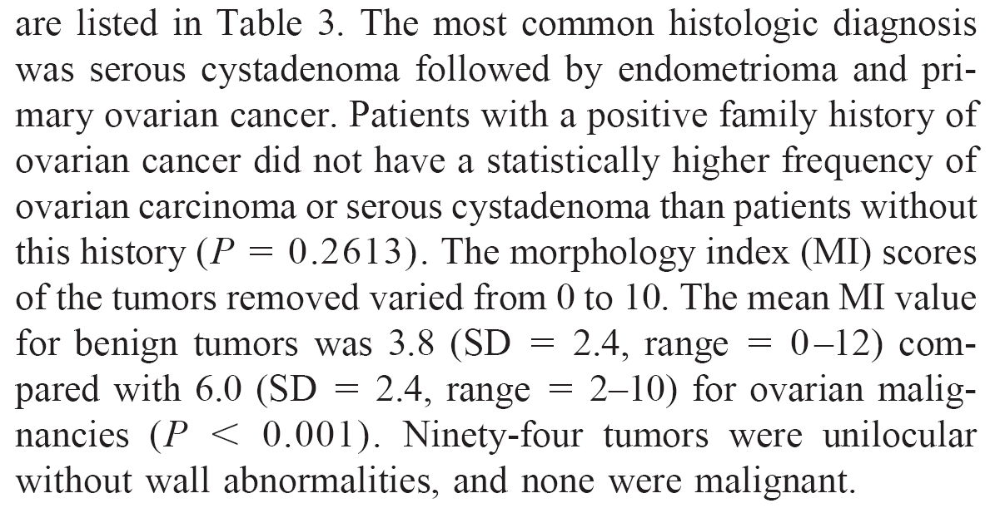 are listed in Table 3. The most common histologic diagnosis
was serous cystadenoma followed by endometrioma and pri-
mary ovarian cancer. Patients with a positive family history of
ovarian cancer did not have a statistically higher frequency of
ovarian carcinoma or serous cystadenoma than patients without
this history (P = 0.2613). The morphology index (MI) scores
of the tumors removed varied from 0 to 10. The mean MI value
for benign tumors was 3.8 (SD = 2.4, range = 0–12) com-
pared with 6.0 (SD = 2.4, range = 2–10) for ovarian malig-
nancies (P < 0.001). Ninety-four tumors were unilocular
without wall abnormalities, and none were malignant.